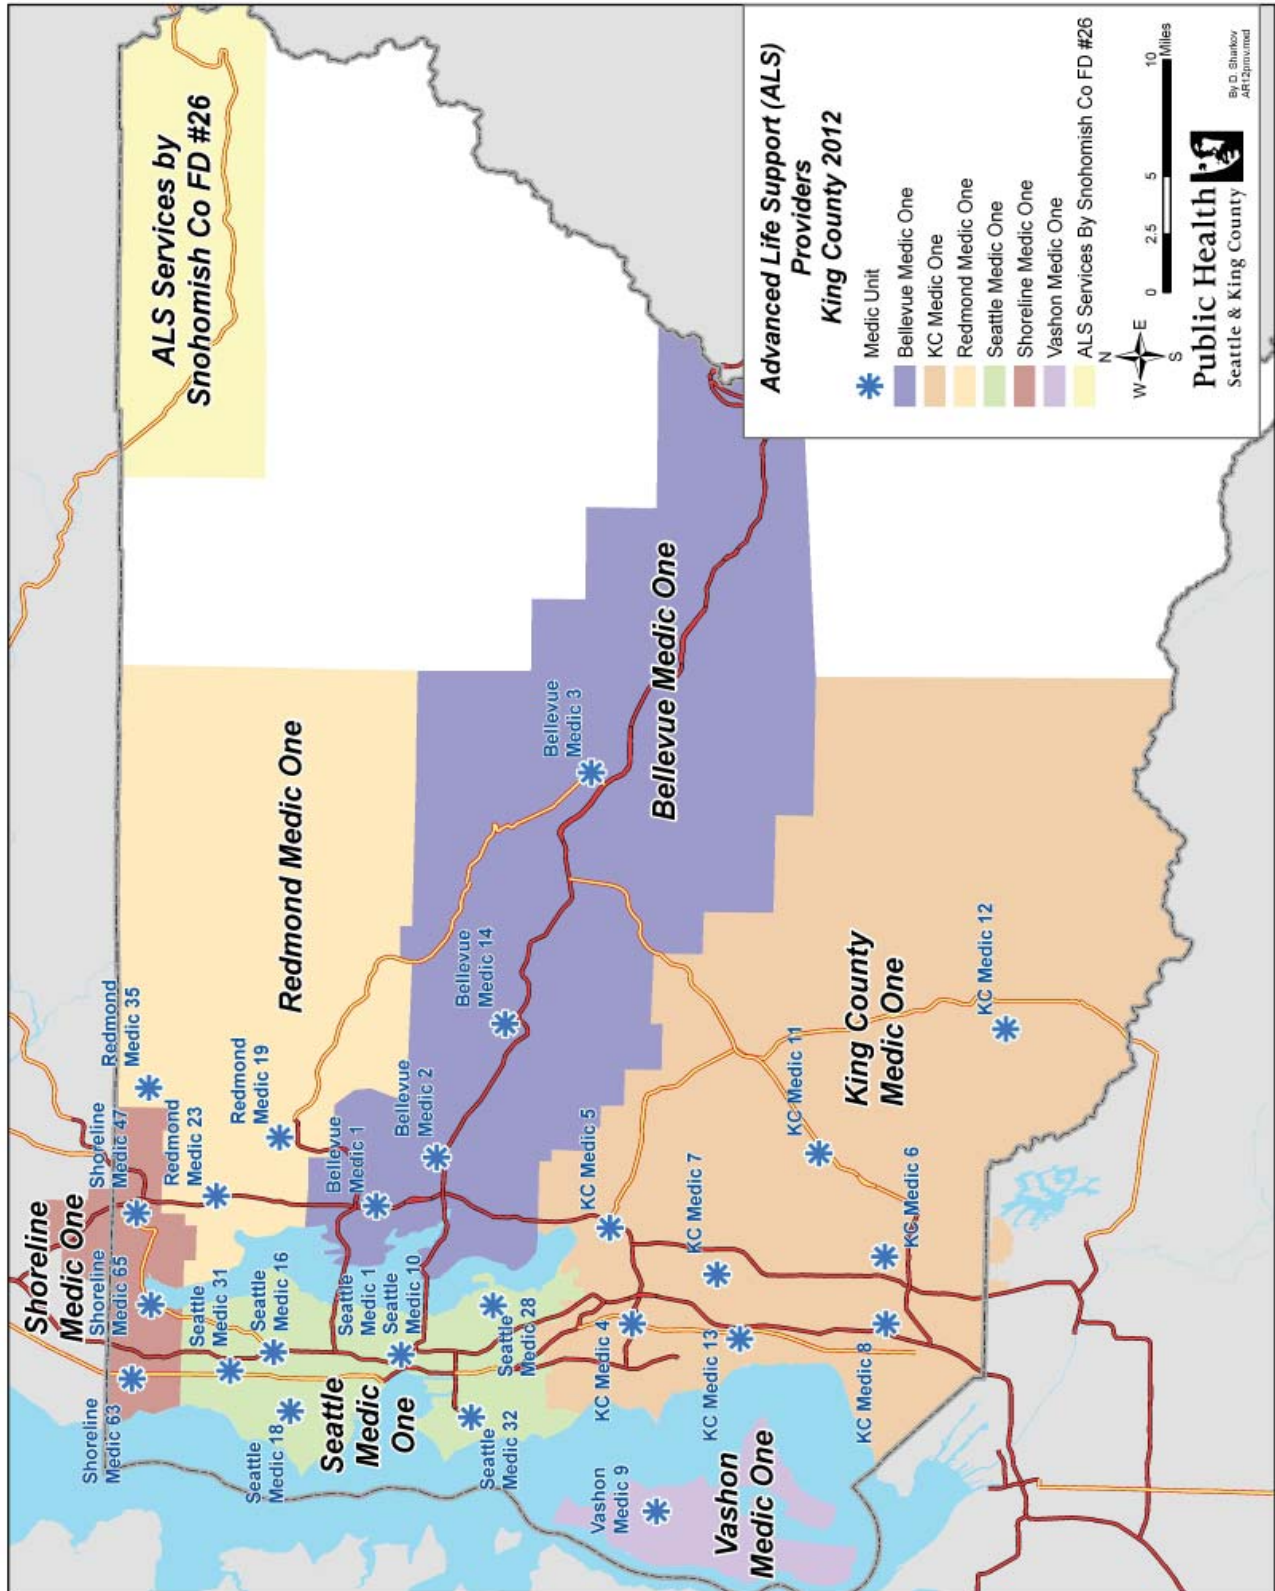 ALS Services by
Snohomish Co FD #26
Shoreline
Medic One
Redmond Medic One
Seattle
Medic
One
Bellevue Medic One
King County
Medic One
Vashon
Medic One
Shoreline
Medic 63
Shoreline
Medic 65
Shoreline
Medic 47
Redmond
Medic 35
Redmond
Medic 23
Redmond
Medic 19
Seattle
Medic 31
Seattle
Medic 16
Seattle
Medic 18
Seattle
Medic 1
Seattle
Medic 10
Seattle
Medic 28
Seattle
Medic 32
Bellevue
Medic 1
Bellevue
Medic 2
Bellevue
Medic 14
Bellevue
Medic 3
Vashon
Medic 9
KC Medic 4
KC Medic 5
KC Medic 7
KC Medic 13
KC Medic 11
KC Medic 8
KC Medic 6
KC Medic 12
Advanced Life Support (ALS)
Providers
King County 2012
Medic Unit
Bellevue Medic One
KC Medic One
Redmond Medic One
Seattle Medic One
Shoreline Medic One
Vashon Medic One
ALS Services By Snohomish Co FD #26
N
W E
S
0 2.5 5 10
Miles
Public Health
Seattle & King County
By D. Sharkov
AR12prov.mxd